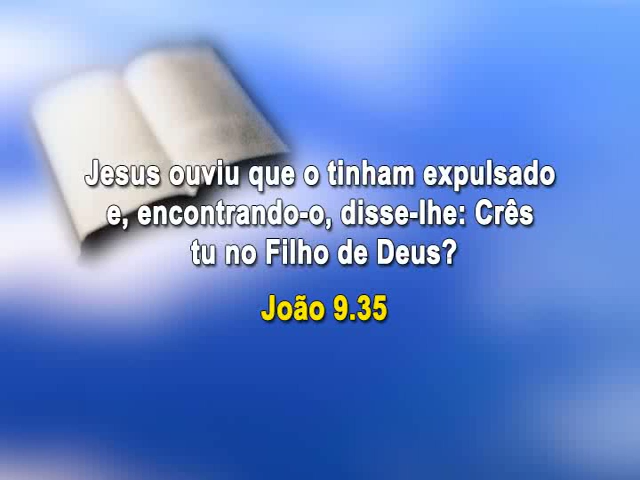 Jesus ouviu que o tinham expulsado
e, encontrando-o, disse-lhe: Crês
tu no Filho de Deus?
João 9.35